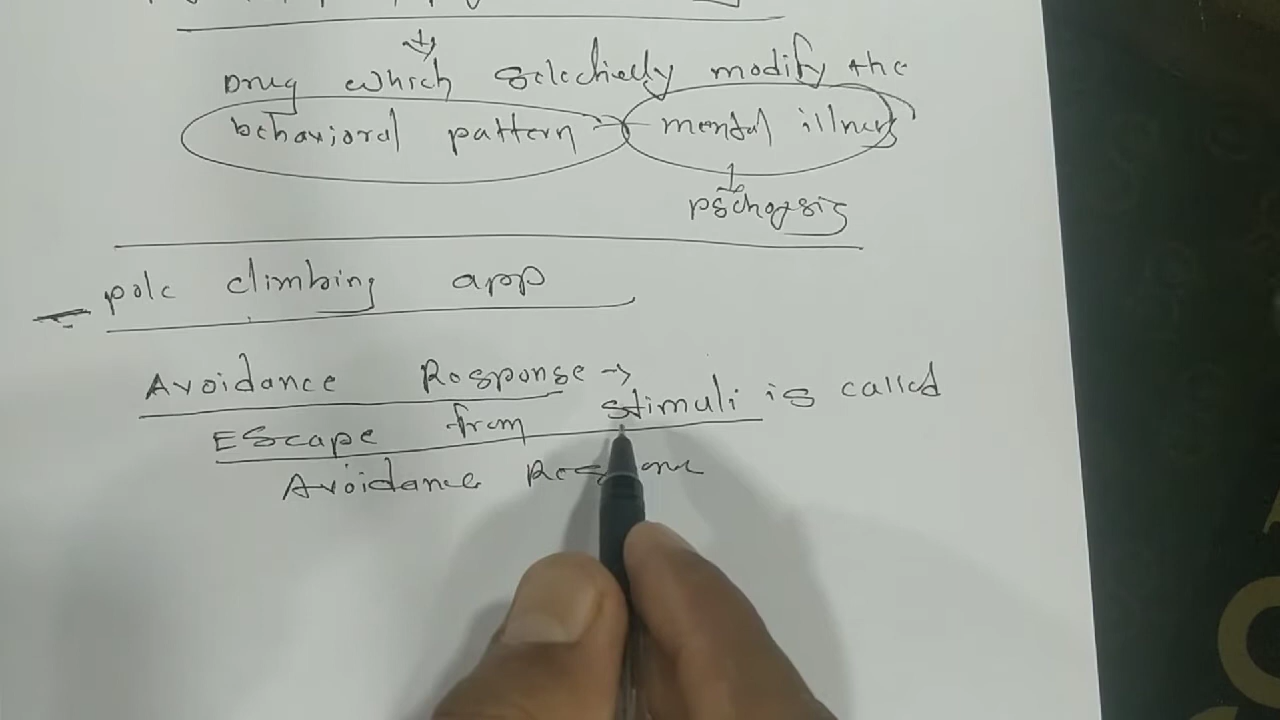 Drug which selectively modify the
behavioral pattern → mental illness
pschosis
pole climbing app
Avoidance Response →
Escape from stimuli is called
Avoidance